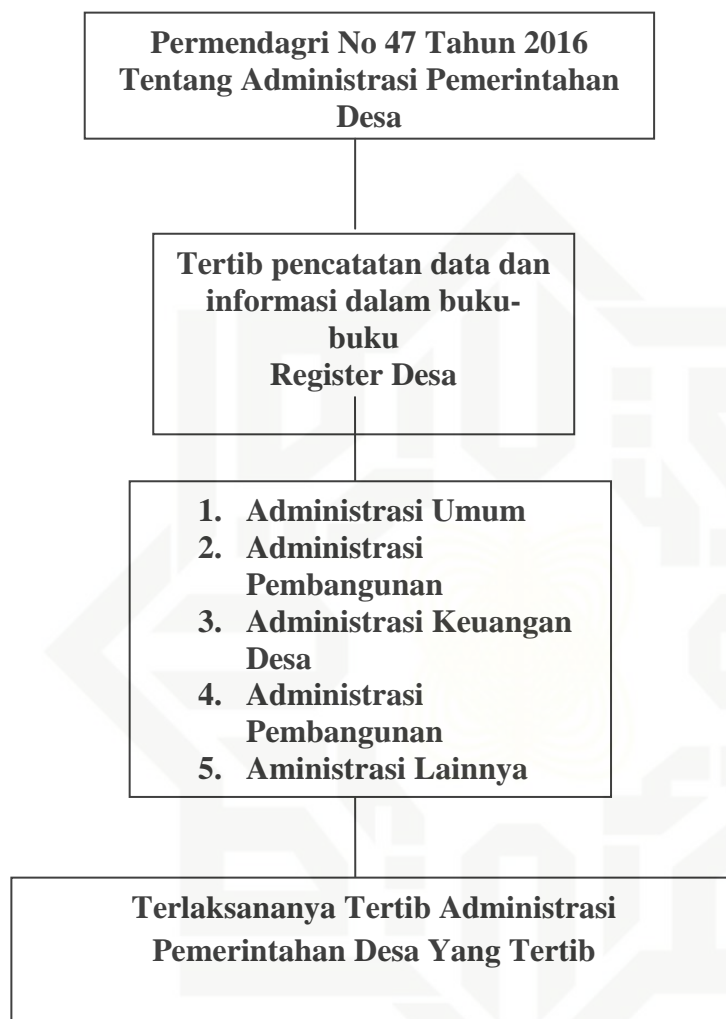 Permendagri No 47 Tahun 2016
Tentang Administrasi Pemerintahan
Desa
Tertib pencatatan data dan
informasi dalam buku-
buku
Register Desa
1. Administrasi Umum
2. Administrasi
Pembangunan
3. Administrasi Keuangan
Desa
4. Administrasi
Pembangunan
5. Aministrasi Lainnya
Terlaksananya Tertib Administrasi
Pemerintahan Desa Yang Tertib